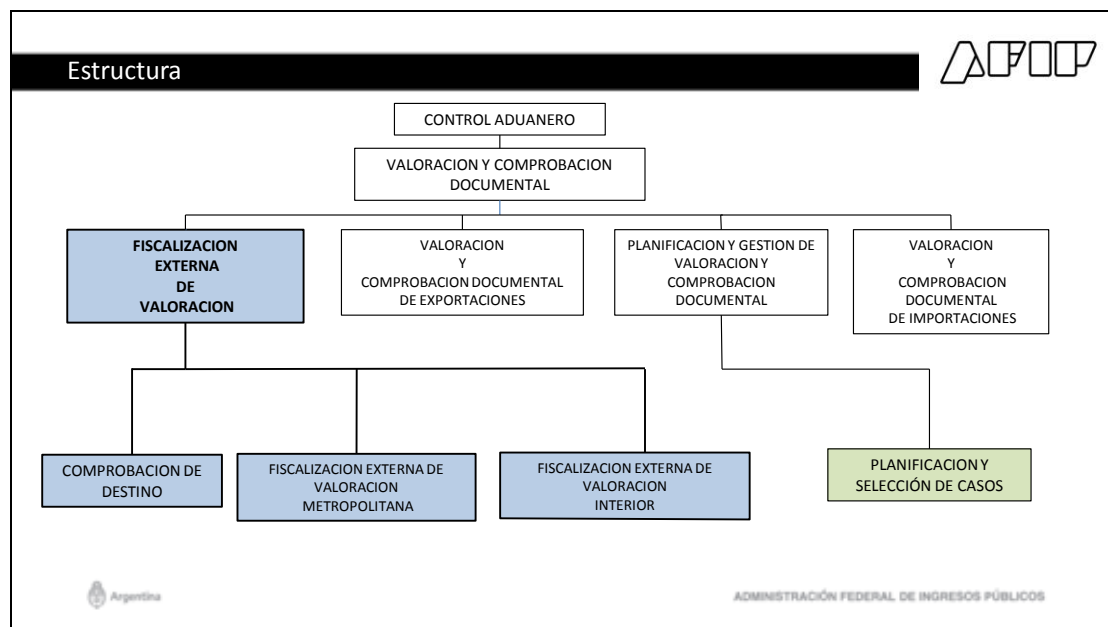 Estructura
AFIP
CONTROL ADUANERO
VALORACION Y COMPROBACION
DOCUMENTAL
FISCALIZACION
EXTERNA
DE
VALORACION
VALORACION
Y
COMPROBACION DOCUMENTAL
DE EXPORTACIONES
PLANIFICACION Y GESTION DE
VALORACION Y
COMPROBACION
DOCUMENTAL
VALORACION
Y
COMPROBACION
DOCUMENTAL
DE IMPORTACIONES
COMPROBACION DE
DESTINO
FISCALIZACION EXTERNA DE
VALORACION
METROPOLITANA
FISCALIZACION EXTERNA DE
VALORACION
INTERIOR
PLANIFICACION Y
SELECCIÓN DE CASOS
Argentina
ADMINISTRACIÓN FEDERAL DE INGRESOS PÚBLICOS